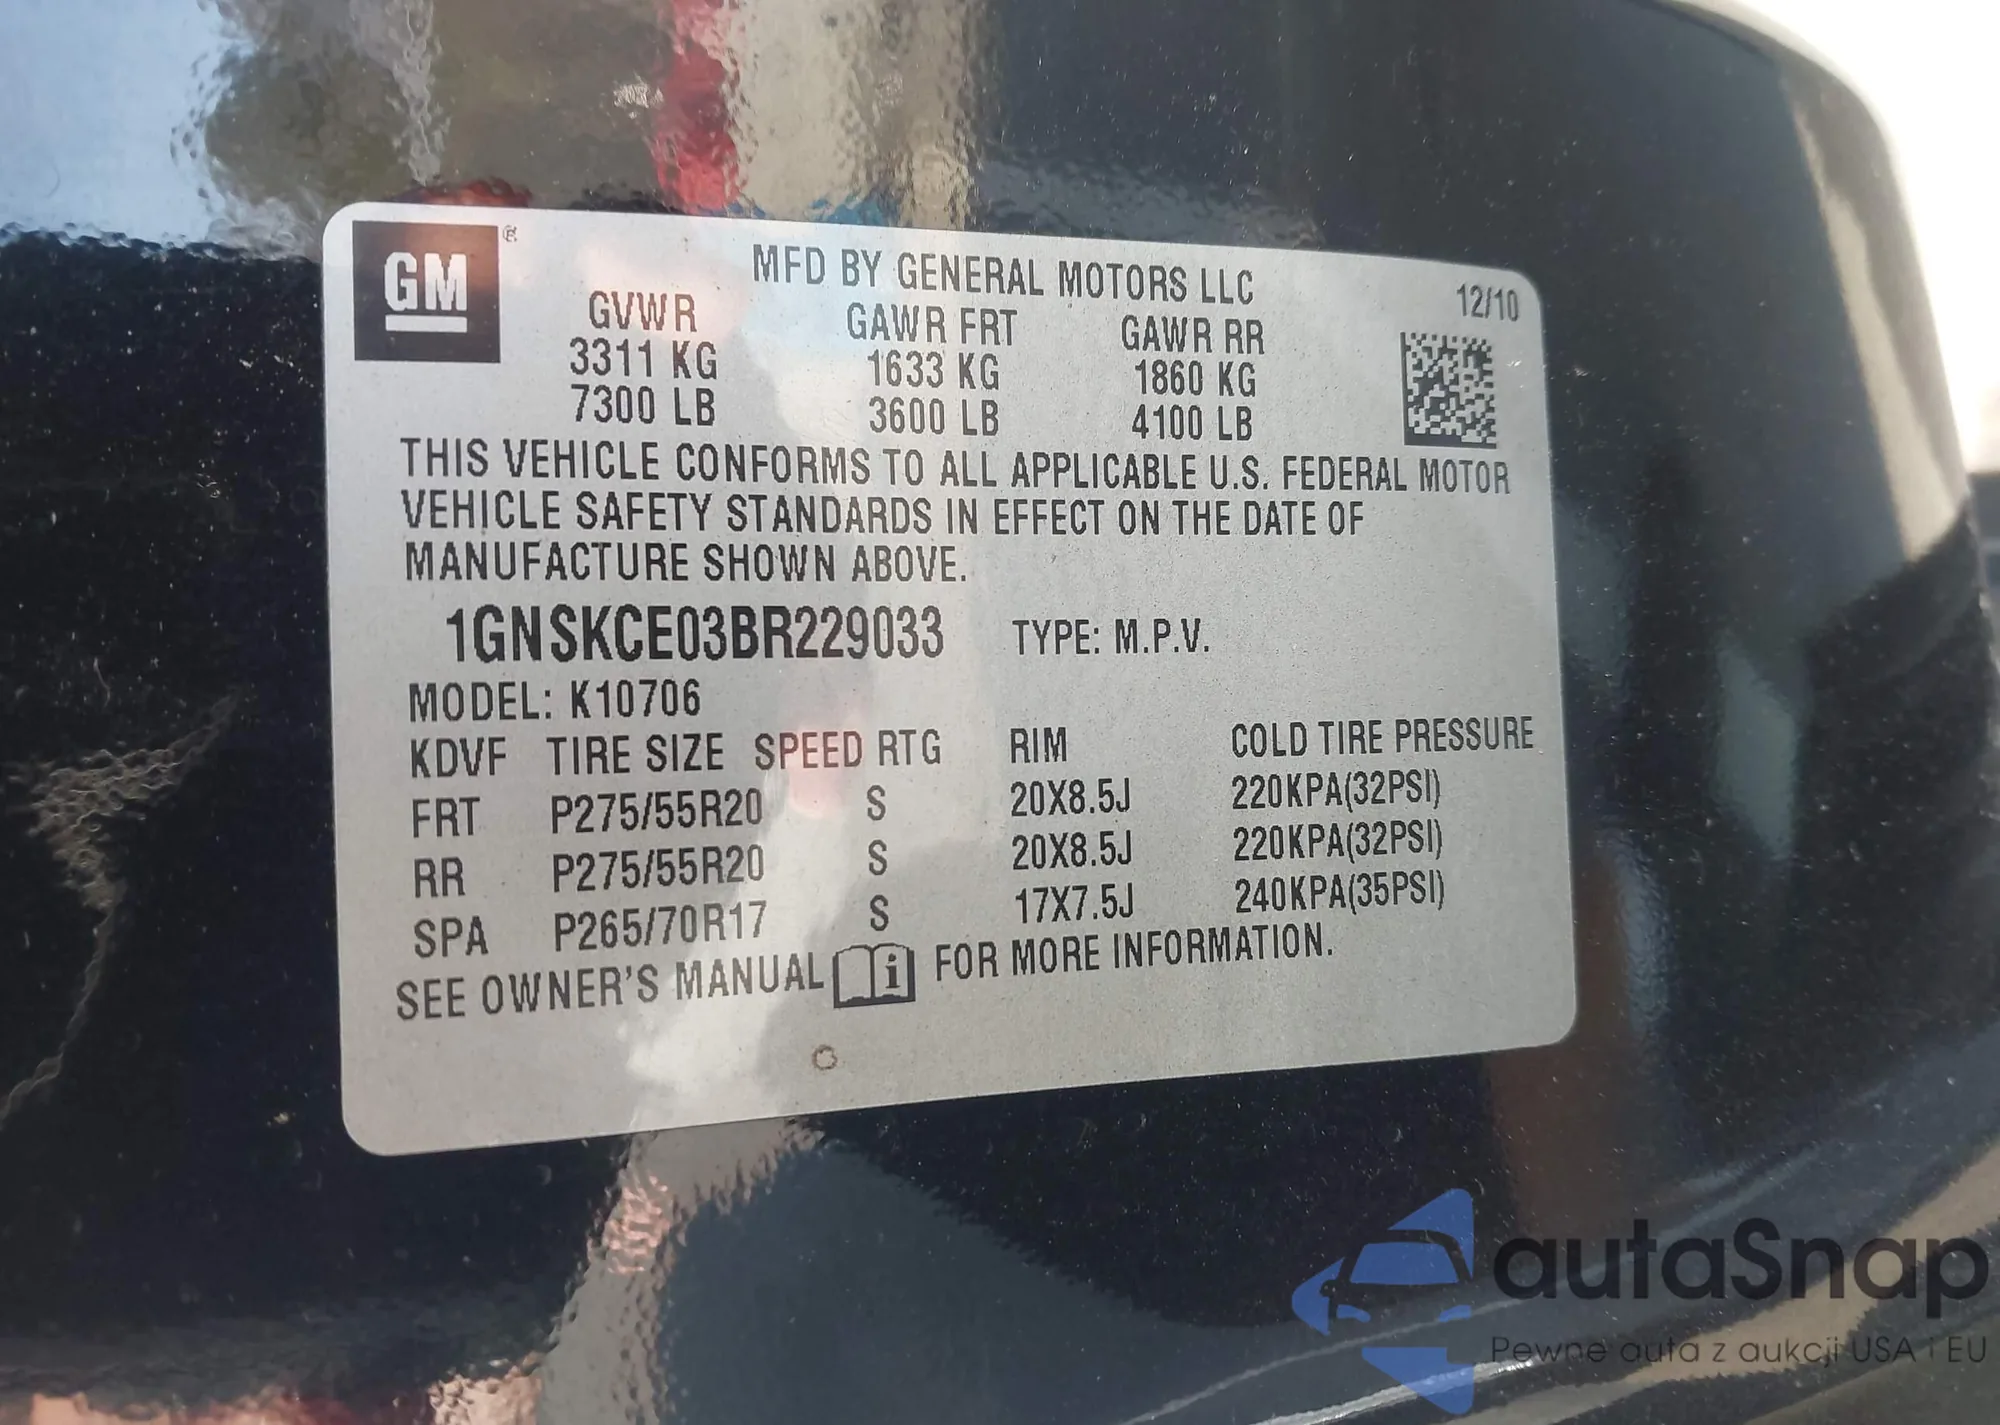 GM
MFD BY GENERAL MOTORS LLC
12/10
GVWR GAWR FRT GAWR RR
3311 KG 1633 KG 1860 KG
7300 LB 3600 LB 4100 LB
THIS VEHICLE CONFORMS TO ALL APPLICABLE U.S. FEDERAL MOTOR
VEHICLE SAFETY STANDARDS IN EFFECT ON THE DATE OF
MANUFACTURE SHOWN ABOVE.
1GNSKCE03BR229033 TYPE: M.P.V.
MODEL: K10706
KDVF TIRE SIZE SPEED RTG RIM COLD TIRE PRESSURE
FRT P275/55R20 S 20X8.5J 220KPA(32PSI)
RR P275/55R20 S 20X8.5J 220KPA(32PSI)
SPA P265/70R17 S 17X7.5J 240KPA(35PSI)
SEE OWNER'S MANUAL i FOR MORE INFORMATION.
autaSnap
Pewne auta z aukcji USA i EU